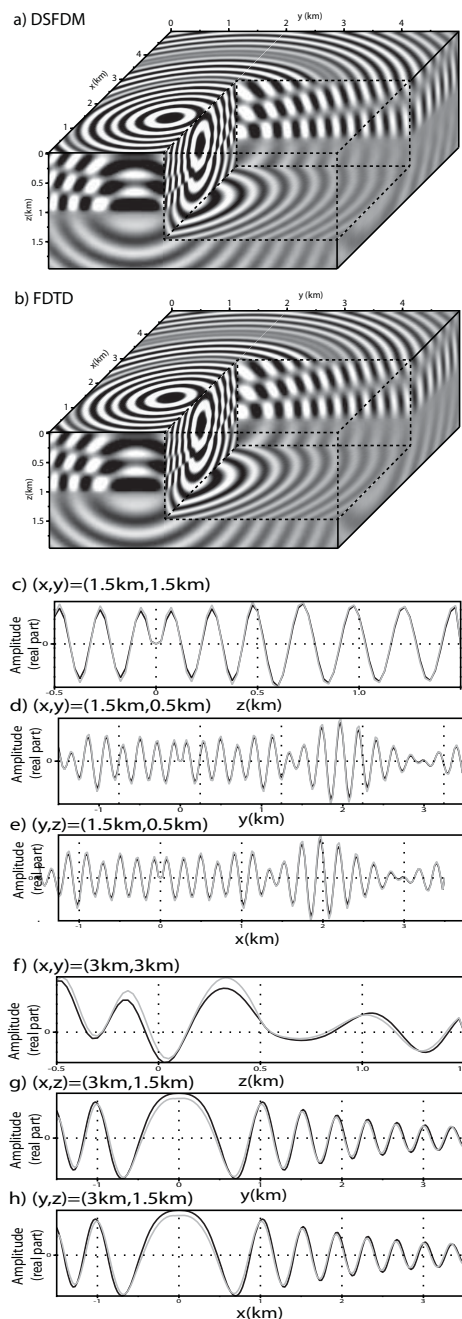 a) DSFDM
y (km)
0 1 2 3 4
x(km)
4
3
2
1
0
0.5
1
1.5
z(km)
b) FDTD
y (km)
0 1 2 3 4
x(km)
4
3
2
1
0
0.5
1
1.5
z(km)
c) (x,y)=(1.5km,1.5km)
Amplitude
(real part)
0
-0.5 0 0.5 1.0
z(km)
d) (x,y)=(1.5km,0.5km)
Amplitude
(real part)
0
-1 0 1 2 3
y(km)
e) (y,z)=(1.5km,0.5km)
Amplitude
(real part)
0
-1 0 1 2 3
x(km)
f) (x,y)=(3km,3km)
Amplitude
(real part)
0
-0.5 0 0.5 1.0 1.5
z(km)
g) (x,z)=(3km,1.5km)
Amplitude
(real part)
0
-1 0 1 2 3
y(km)
h) (y,z)=(3km,1.5km)
Amplitude
(real part)
0
-1 0 1 2 3
x(km)